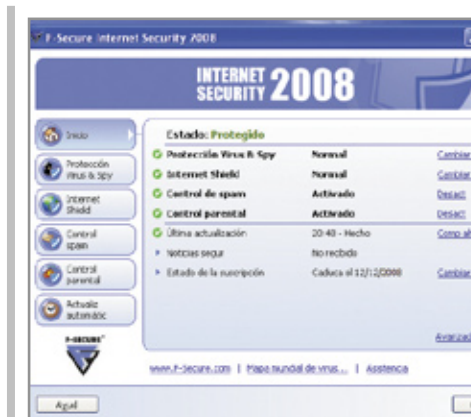 F-Secure Internet Security 2008
INTERNET
SECURITY 2008
Inicio
Estado: Protegido
Protección Virus & Spy
Protección Virus & Spy Normal Cambiar
Internet Shield
Internet Shield Normal Cambiar
Control de spam Activado Desact
Control spam
Control parental Activado Desact
Última actualización 20:40 - Hecho Comp ah
Noticias segur No recibido
Control parental
Estado de la suscripción Caduca el 12/12/2008 Cambiar
Actualiz automátic
F-SECURE
Avanzad
www.F-Secure.com | Mapa mundial de virus... | Asistencia